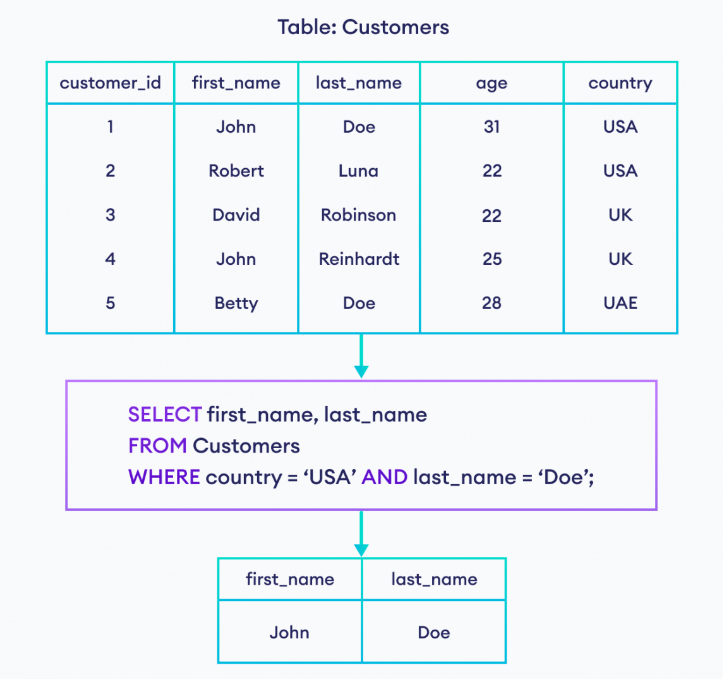 Table: Customers
customer_id first_name last_name age country
1 John Doe 31 USA
2 Robert Luna 22 USA
3 David Robinson 22 UK
4 John Reinhardt 25 UK
5 Betty Doe 28 UAE
SELECT first_name, last_name
FROM Customers
WHERE country = ‘USA’ AND last_name = ‘Doe’;
first_name last_name
John Doe